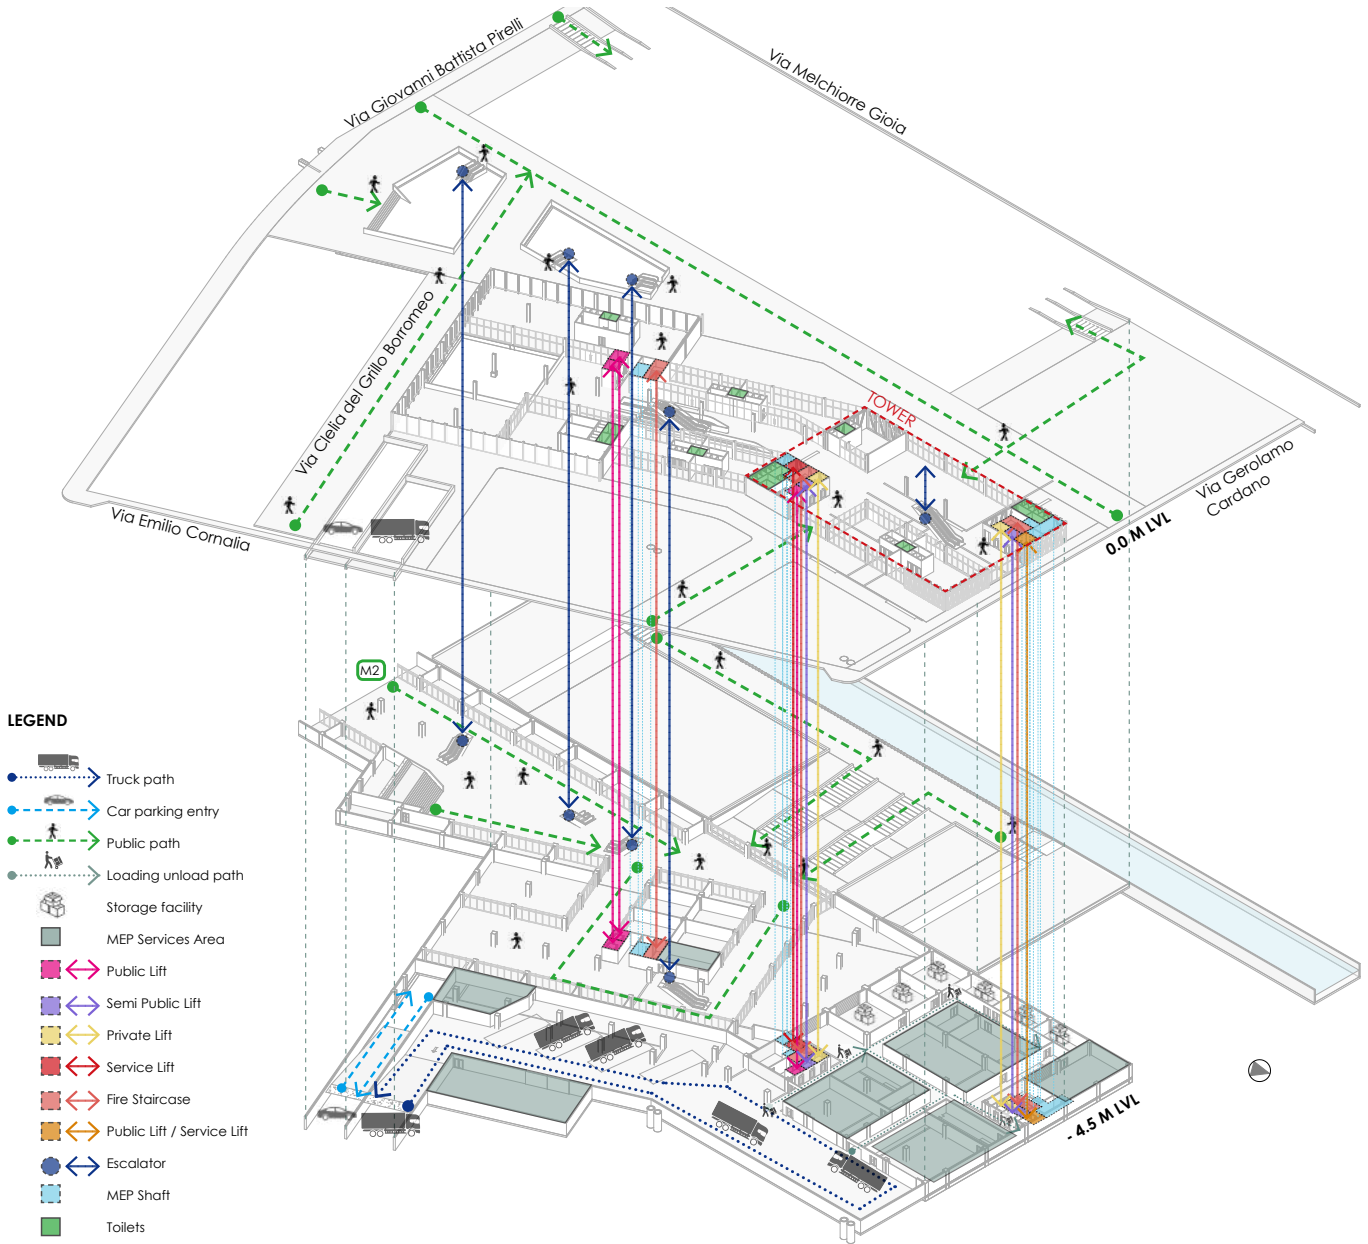 Via Giovanni Battista Pirelli
Via Melchiorre Gioia
Via Clelia del Grillo Borromeo
TOWER
Via Gerolamo
Cardano
Via Emilio Cornalia
0.0 M LVL
M2
LEGEND
Truck path
Car parking entry
Public path
Loading unload path
Storage facility
MEP Services Area
Public Lift
Semi Public Lift
Private Lift
Service Lift
Fire Staircase
Public Lift / Service Lift
Escalator
MEP Shaft
Toilets
- 4.5 M LVL